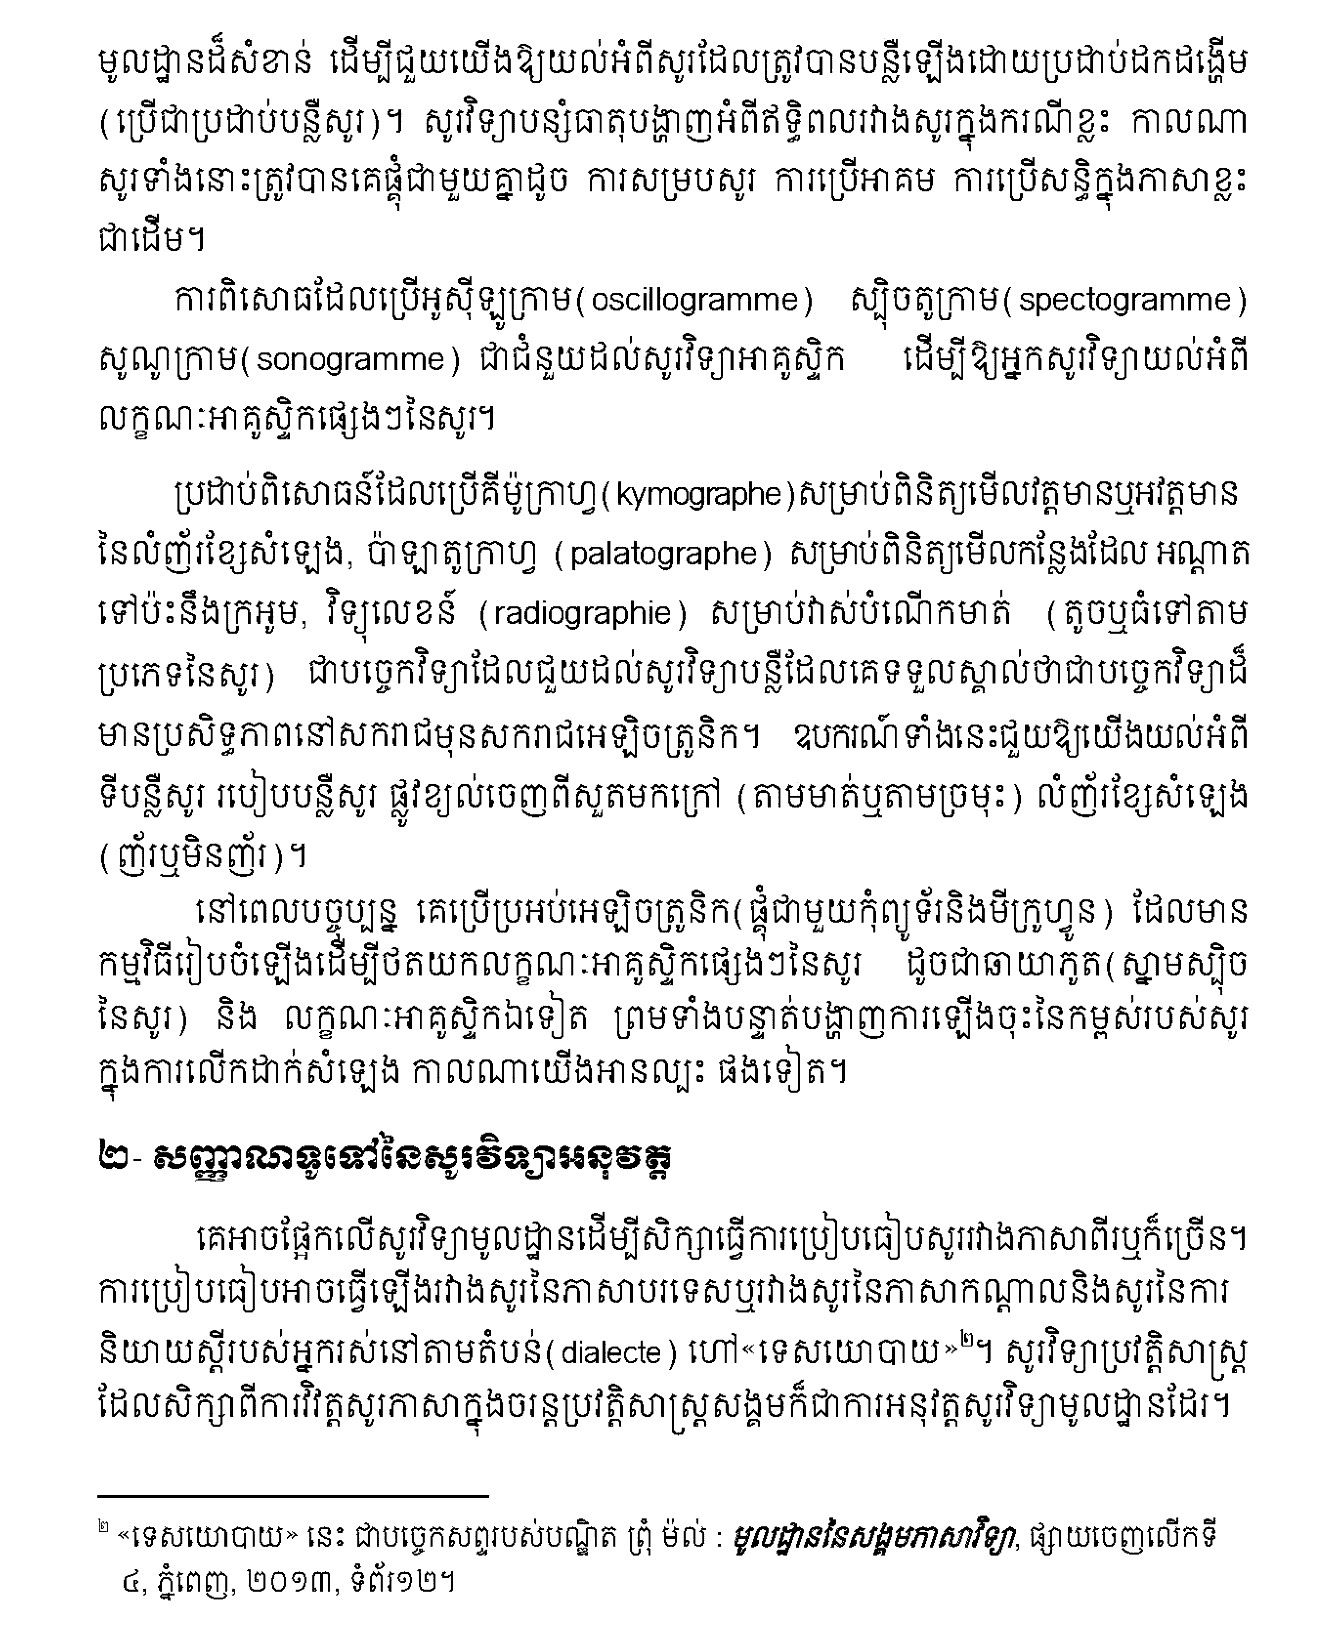 មូលដ្ឋានដ៏សំខាន់ ដើម្បីជួយយើងឱ្យយល់អំពីសូរដែលត្រូវបានបន្លឺឡើងដោយប្រដាប់ដកដង្ហើម
(ប្រើជាប្រដាប់បន្លឺសូរ)។ សូរវិទ្យាបន្សំធាតុបង្ហាញអំពីឥទ្ធិពលរវាងសូរក្នុងករណីខ្លះ កាលណា
សូរទាំងនោះត្រូវបានគេផ្គុំជាមួយគ្នាដូច ការសម្របសូរ ការប្រើអាគម ការប្រើសន្ធិក្នុងភាសាខ្លះ
ជាដើម។
ការពិសោធដែលប្រើអូស៊ីឡូក្រាម(oscillogramme) ស្ប៉ិចតូក្រាម(spectogramme)
សូណូក្រាម(sonogramme) ជាជំនួយដល់សូរវិទ្យាអាគូស្ទិក ដើម្បីឱ្យអ្នកសូរវិទ្យាយល់អំពី
លក្ខណៈអាគូស្ទិកផ្សេងៗនៃសូរ។
ប្រដាប់ពិសោធន៍ដែលប្រើគីម៉ូក្រាហ្វ(kymographe)សម្រាប់ពិនិត្យមើលវត្តមានឬអវត្តមាន
នៃលំញ័រខ្សែសំឡេង, ប៉ាឡាតូក្រាហ្វ (palatographe) សម្រាប់ពិនិត្យមើលកន្លែងដែល អណ្តាត
ទៅប៉ះនឹងក្រអូម, វិទ្យុលេខន៍ (radiographie) សម្រាប់វាស់បំណើកមាត់ (តូចឬធំទៅតាម
ប្រភេទនៃសូរ) ជាបច្ចេកវិទ្យាដែលជួយដល់សូរវិទ្យាបន្លឺដែលគេទទួលស្គាល់ថាជាបច្ចេកវិទ្យាដ៏
មានប្រសិទ្ធភាពនៅសករាជមុនសករាជអេឡិចត្រូនិក។ ឧបករណ៍ទាំងនេះជួយឱ្យយើងយល់អំពី
ទីបន្លឺសូរ របៀបបន្លឺសូរ ផ្លូវខ្យល់ចេញពីសួតមកក្រៅ (តាមមាត់ឬតាមច្រមុះ) លំញ័រខ្សែសំឡេង
(ញ័រឬមិនញ័រ)។
នៅពេលបច្ចុប្បន្ន គេប្រើប្រអប់អេឡិចត្រូនិក(ផ្គុំជាមួយកុំព្យូទ័រនិងមីក្រូហ្វូន) ដែលមាន
កម្មវិធីរៀបចំឡើងដើម្បីថតយកលក្ខណៈអាគូស្ទិកផ្សេងៗនៃសូរ ដូចជាឆាយាភូត(ស្នាមស្ប៉ិច
នៃសូរ) និង លក្ខណៈអាគូស្ទិកឯទៀត ព្រមទាំងបន្ទាត់បង្ហាញការឡើងចុះនៃកម្ពស់របស់សូរ
ក្នុងការលើកដាក់សំឡេង កាលណាយើងអានល្បះ ផងទៀត។
២- សញ្ញាណទូទៅនៃសូរវិទ្យាអនុវត្ត
គេអាចផ្អែកលើសូរវិទ្យាមូលដ្ឋានដើម្បីសិក្សាធ្វើការប្រៀបធៀបសូររវាងភាសាពីរឬក៏ច្រើន។
ការប្រៀបធៀបអាចធ្វើឡើងរវាងសូរនៃភាសាបរទេសឬរវាងសូរនៃភាសាកណ្តាលនិងសូរនៃការ
និយាយស្តីរបស់អ្នករស់នៅតាមតំបន់(dialecte) ហៅ«ទេសយោបាយ»២។ សូរវិទ្យាប្រវត្តិសាស្ត្រ
ដែលសិក្សាពីការវិវត្តសូរភាសាក្នុងចរន្តប្រវត្តិសាស្ត្រសង្គមក៏ជាការអនុវត្តសូរវិទ្យាមូលដ្ឋានដែរ។
២ «ទេសយោបាយ» នេះ ជាបច្ចេកសព្ទរបស់បណ្ឌិត ព្រុំ ម៉ល់ : មូលដ្ឋាននៃសង្គមភាសាវិទ្យា, ផ្សាយចេញលើកទី
៤, ភ្នំពេញ, ២០១៣, ទំព័រ១២។